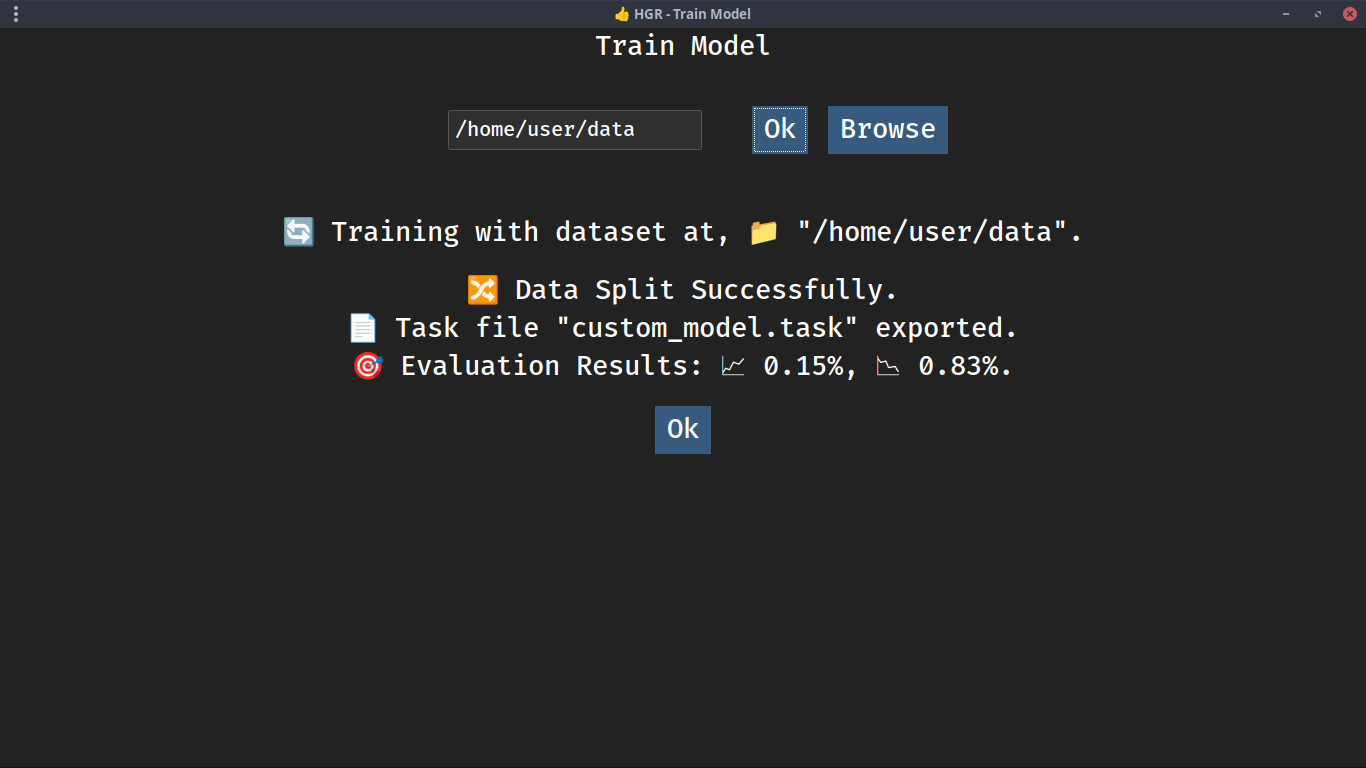 👍 HGR - Train Model
Train Model
/home/user/data
Ok
Browse
🔄 Training with dataset at, 📁 "/home/user/data".
🔀 Data Split Successfully.
📄 Task file "custom_model.task" exported.
🎯 Evaluation Results: 📈 0.15%, 📉 0.83%.
Ok